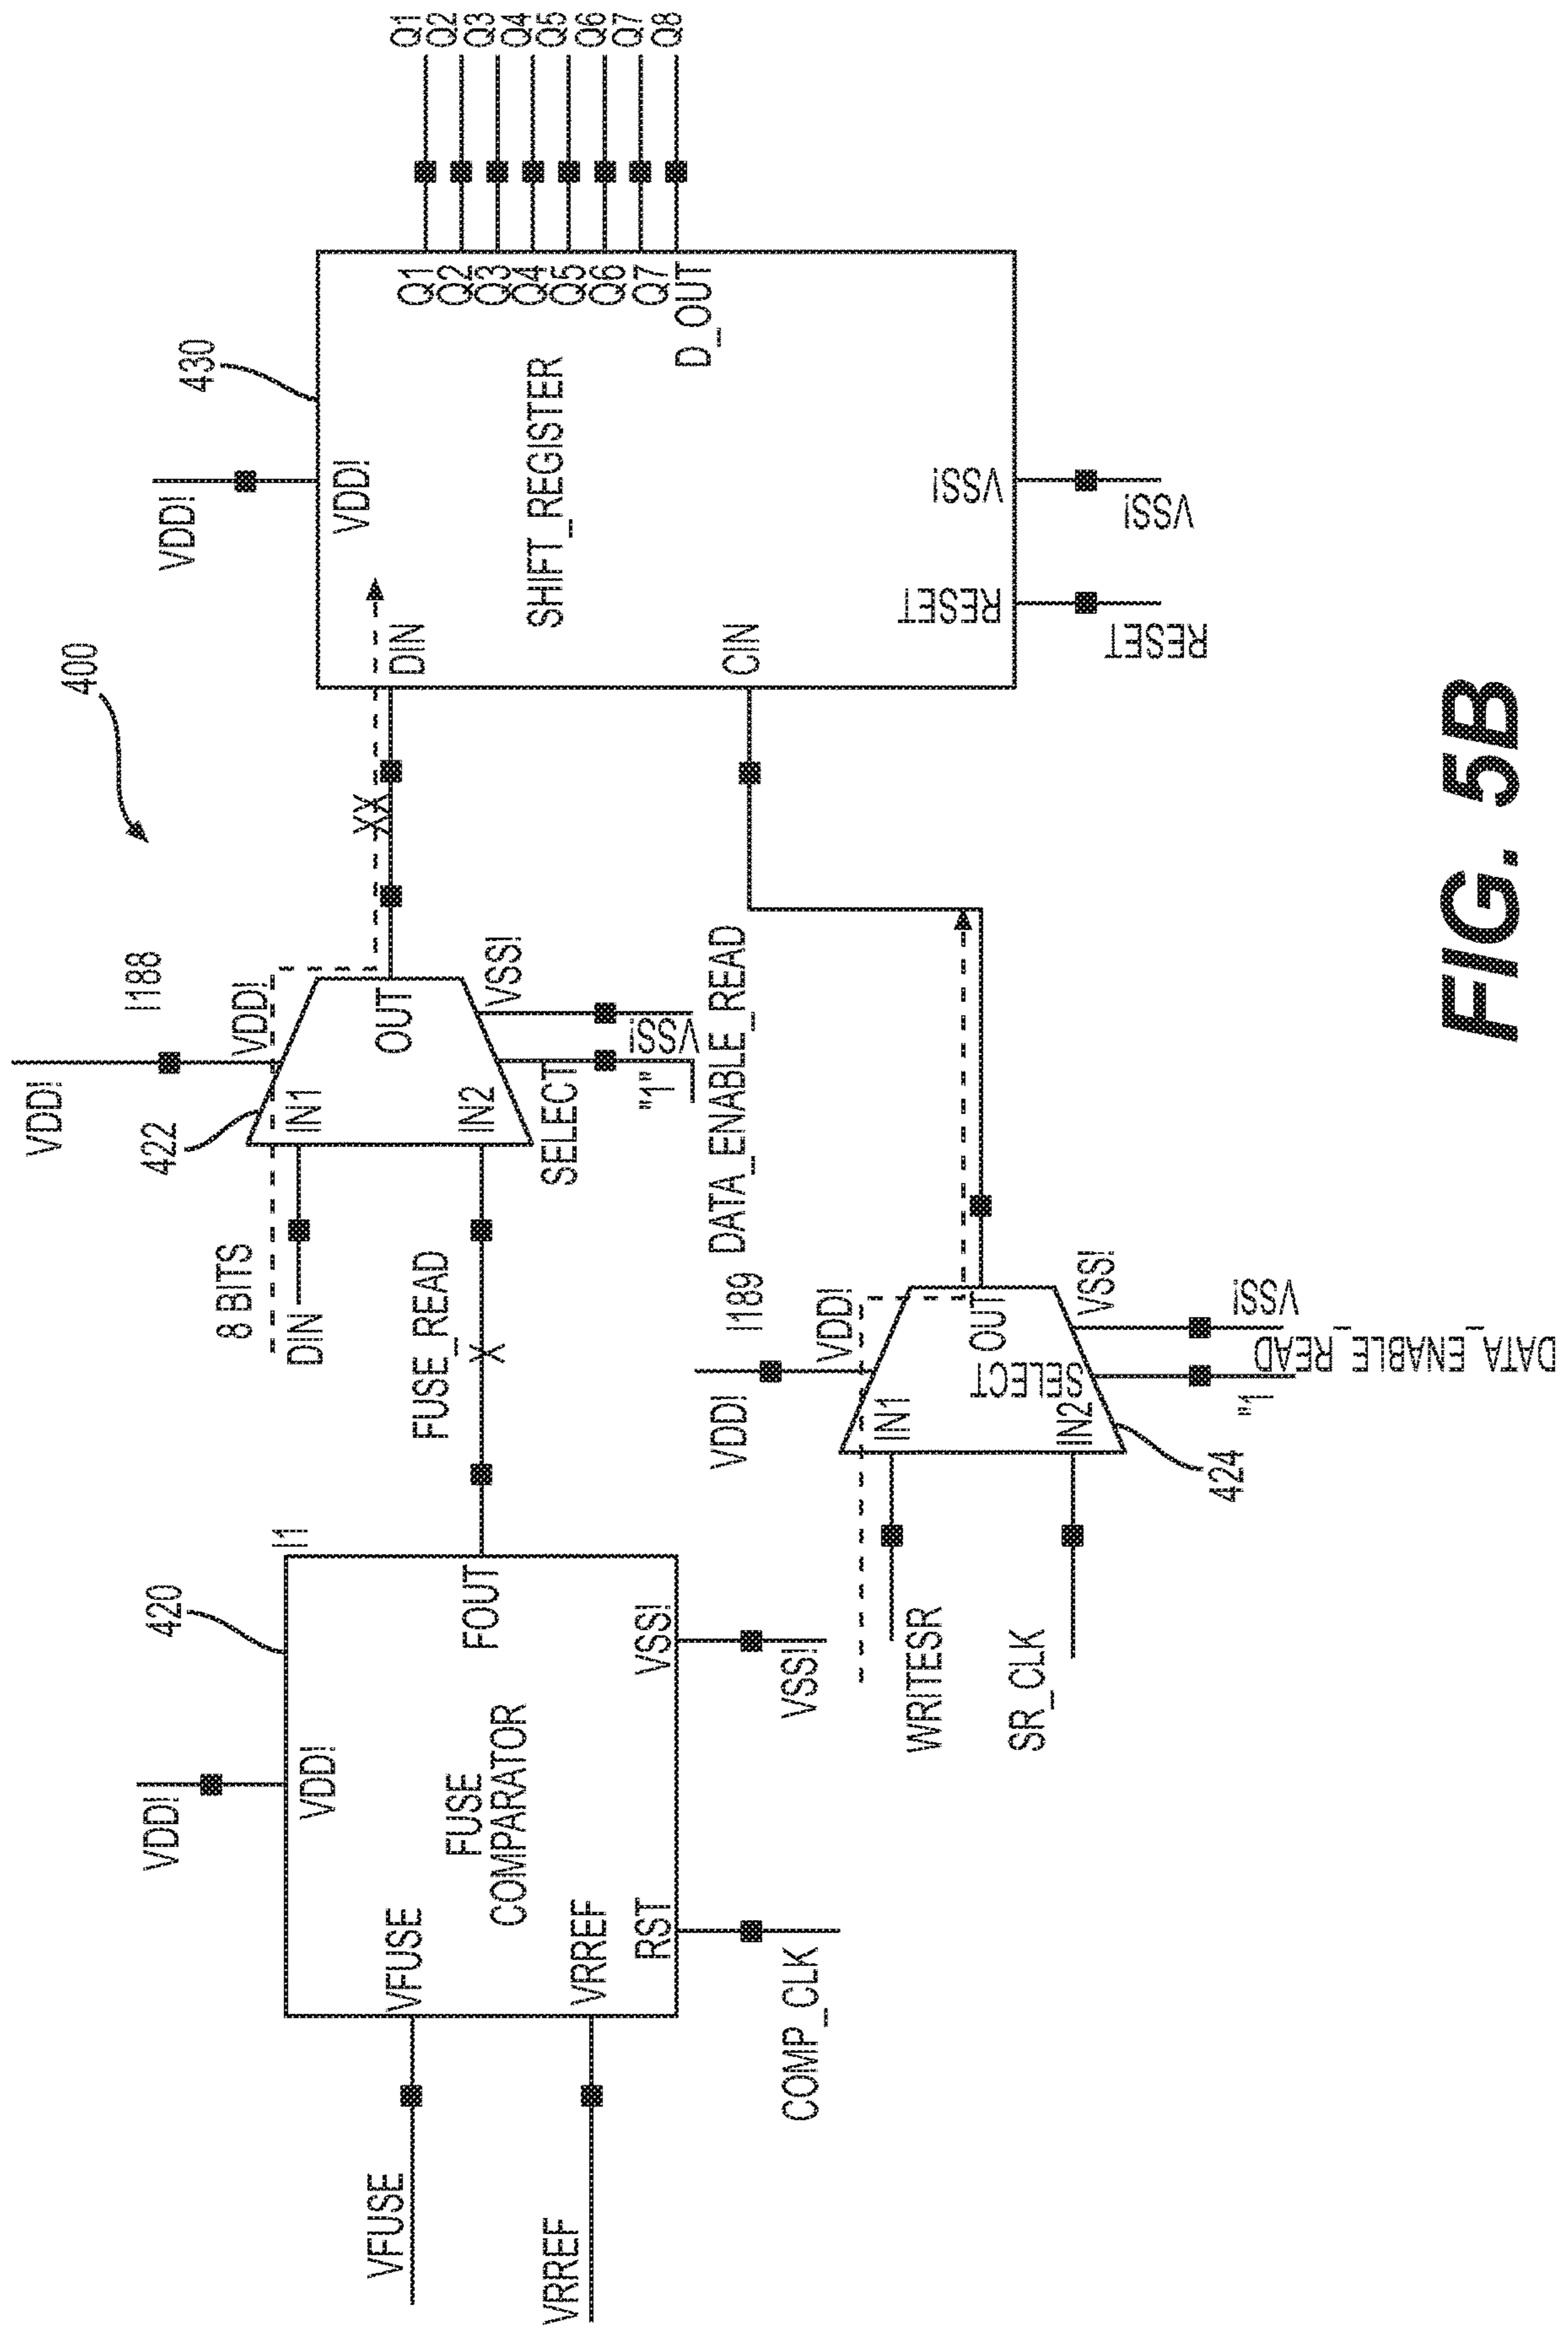 400
VDD!
I188
VDD!
422
8 BITS
DIN
IN1
IN2
OUT
VSS!
VSS!
SELECT
"1"
DATA_ENABLE_READ
XX
VDD!
430
VDD!
DIN
SHIFT_REGISTER
CIN
RESET
VSS!
RESET
VSS!
Q1
Q2
Q3
Q4
Q5
Q6
Q7
D_OUT
Q1
Q2
Q3
Q4
Q5
Q6
Q7
Q8
420
I1
VDD!
VDD!
VFUSE
VFUSE
FUSE
COMPARATOR
FOUT
FUSE_READ
X
VRREF
VRREF
RST
VSS!
COMP_CLK
VSS!
I189
VDD!
VDD!
IN1
OUT
SELECT
IN2
VSS!
WRITESR
SR_CLK
424
"1
VSS!
DATA_ENABLE_READ
FIG. 5B